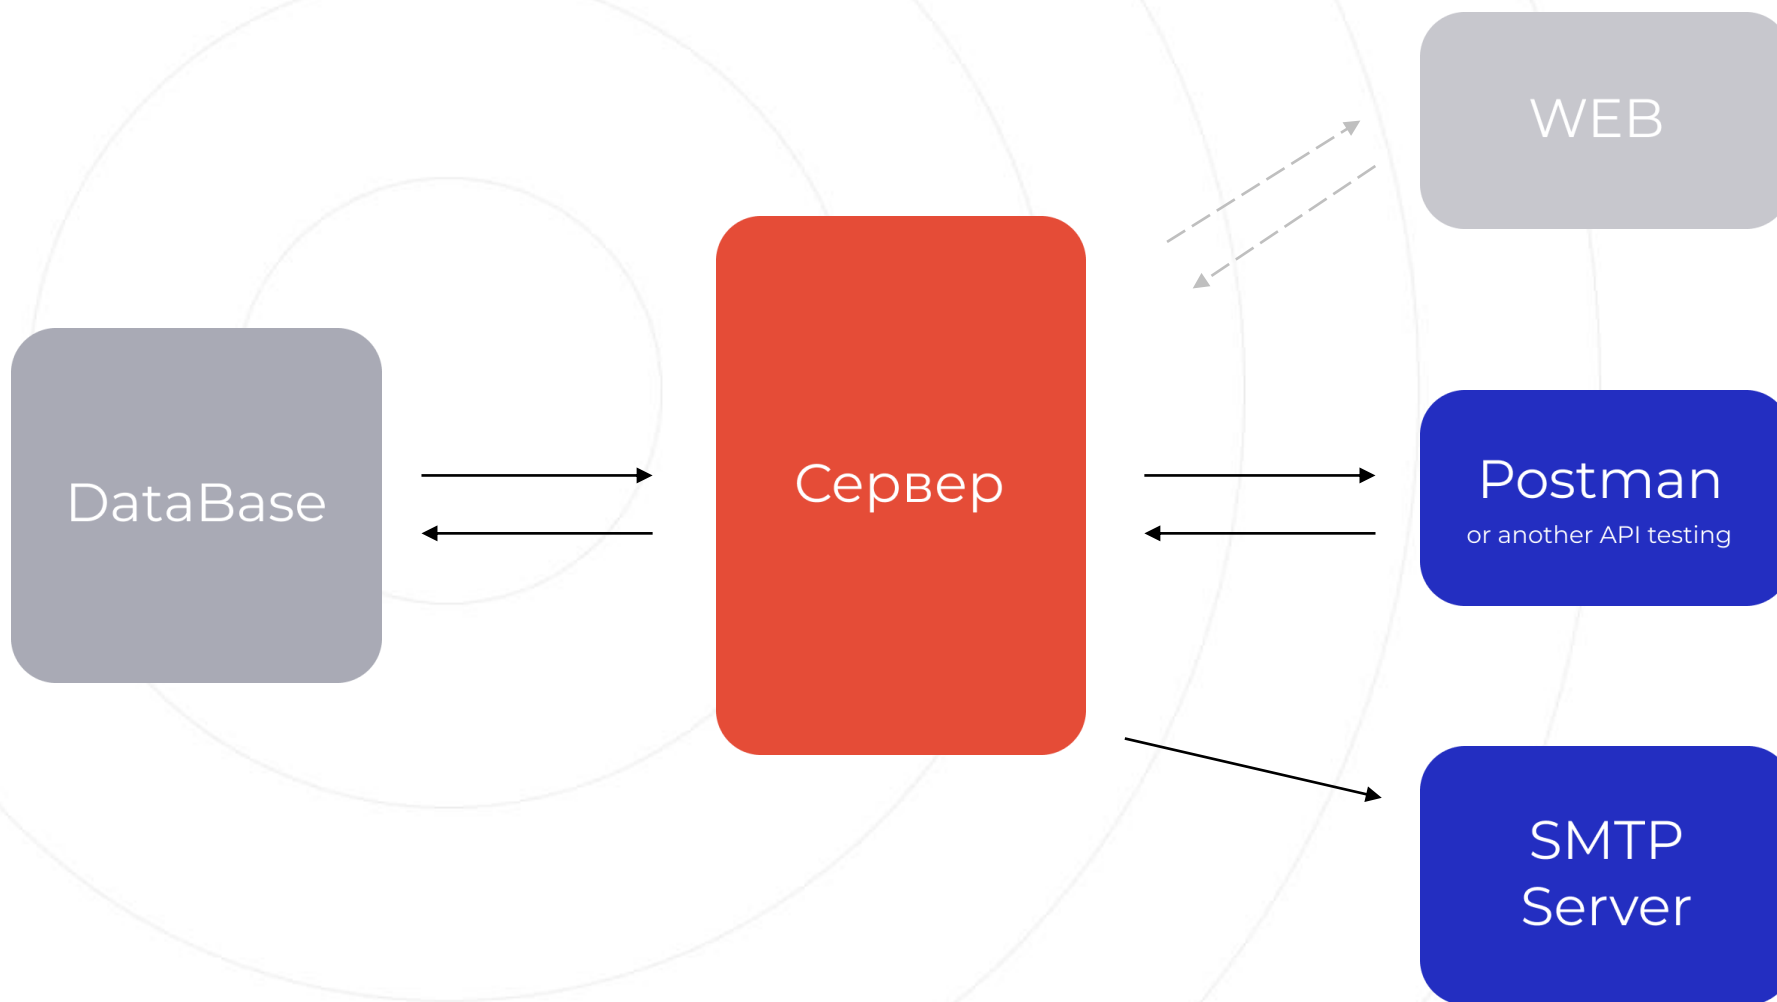 WEB
DataBase
Сервер
Postman
or another API testing
SMTP
Server